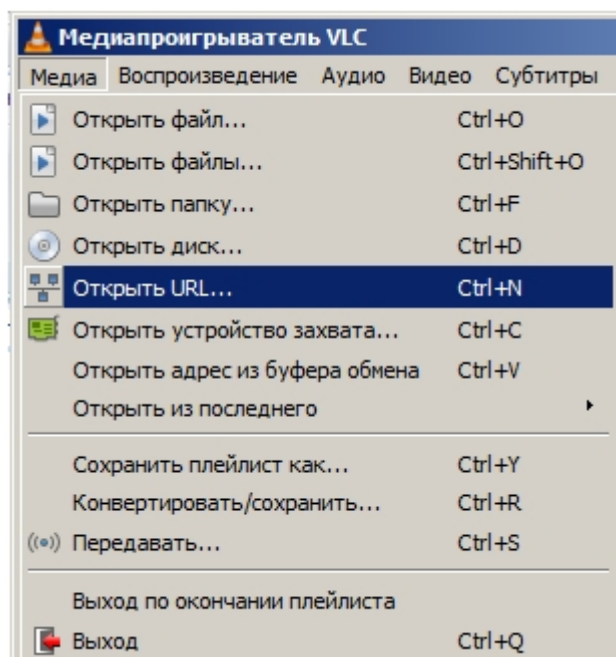 Медиапроигрыватель VLC
Медиа Воспроизведение Аудио Видео Субтитры
Открыть файл... Ctrl+O
Открыть файлы... Ctrl+Shift+O
Открыть папку... Ctrl+F
Открыть диск... Ctrl+D
Открыть URL... Ctrl+N
Открыть устройство захвата... Ctrl+C
Открыть адрес из буфера обмена Ctrl+V
Открыть из последнего
Сохранить плейлист как... Ctrl+Y
Конвертировать/сохранить... Ctrl+R
Передавать... Ctrl+S
Выход по окончании плейлиста
Выход Ctrl+Q